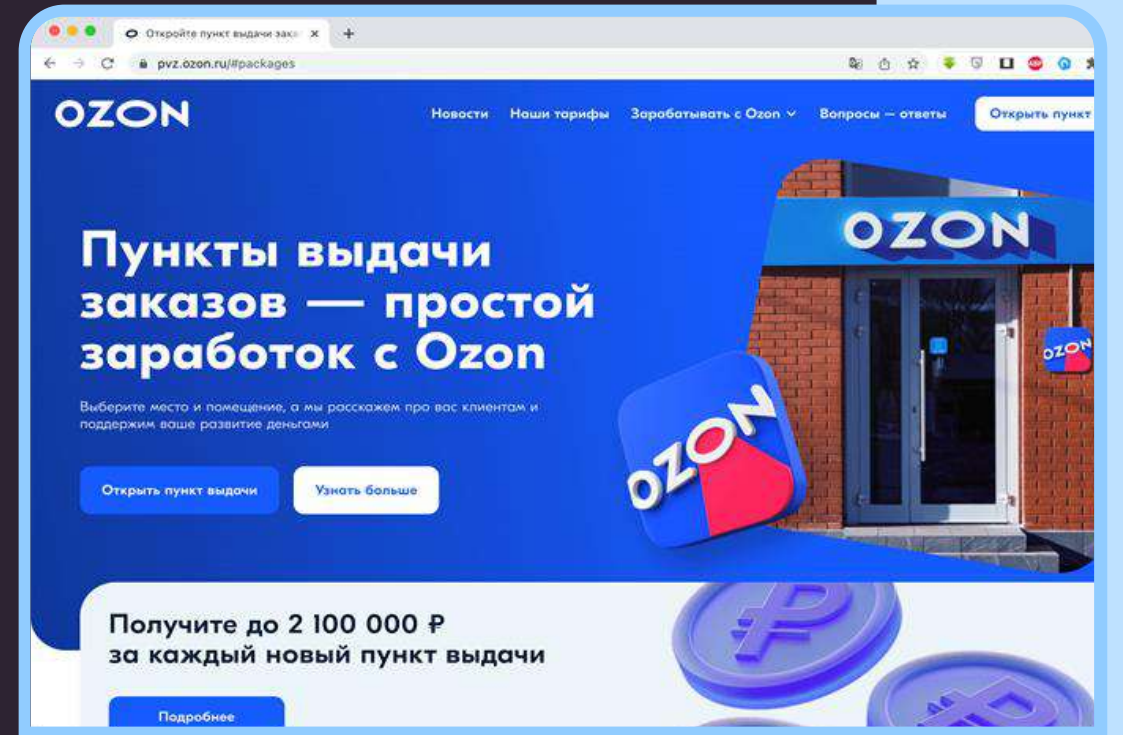 Откройте пункт выдачи зака
pvz.ozon.ru/#packages
OZON
Новости Наши тарифы Зарабатывать с Ozon Вопросы — ответы Открыть пункт
OZON
Пункты выдачи
заказов — простой
заработок с Ozon
OZON
Выберите место и помещение, а мы расскажем про вас клиентам и
поддержим ваше развитие деньгами
OZON
Открыть пункт выдачи Узнать больше
Получите до 2 100 000 ₽
за каждый новый пункт выдачи
Подробнее